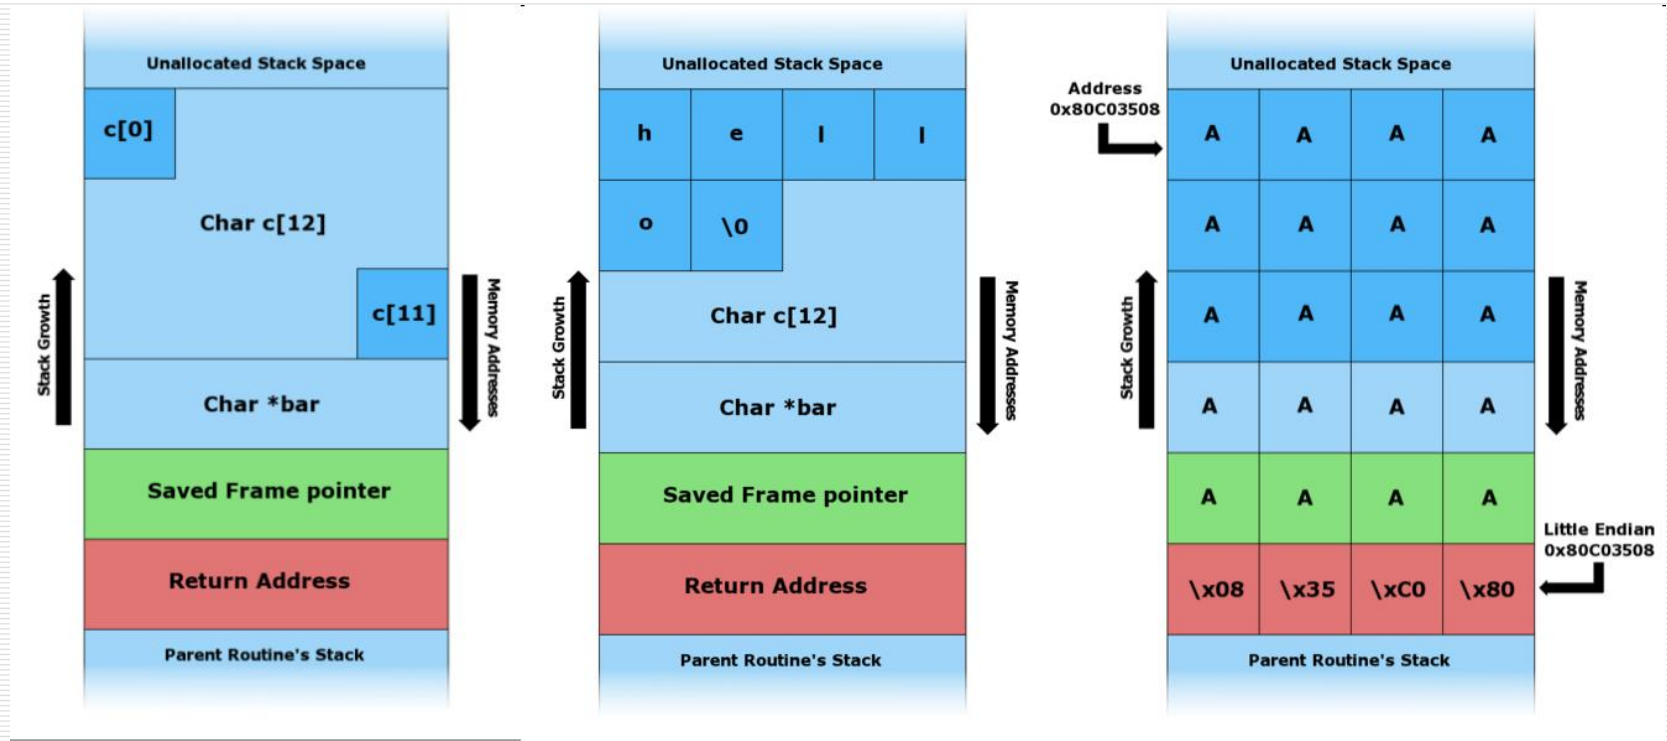 Unallocated Stack Space
c[0]
Char c[12]
c[11]
Char *bar
Saved Frame pointer
Return Address
Parent Routine's Stack
Stack Growth
Memory Addresses
Unallocated Stack Space
h e l l
o \0
Char c[12]
Char *bar
Saved Frame pointer
Return Address
Parent Routine's Stack
Stack Growth
Memory Addresses
Address
0x80C03508
Unallocated Stack Space
A A A A
A A A A
A A A A
A A A A
A A A A
\x08 \x35 \xC0 \x80
Parent Routine's Stack
Stack Growth
Memory Addresses
Little Endian
0x80C03508